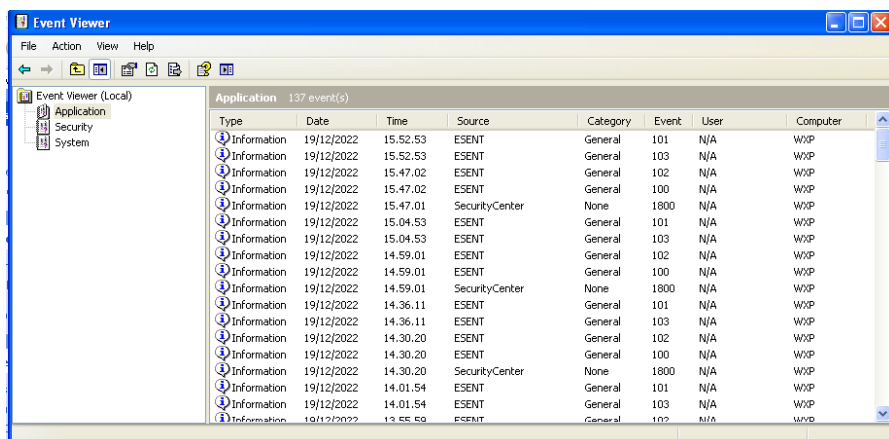 Event Viewer
File Action View Help
Event Viewer (Local)
Application
Security
System
Application 137 event(s)
Type Date Time Source Category Event User Computer
Information 19/12/2022 15.52.53 ESENT General 101 N/A WXP
Information 19/12/2022 15.52.53 ESENT General 103 N/A WXP
Information 19/12/2022 15.47.02 ESENT General 102 N/A WXP
Information 19/12/2022 15.47.02 ESENT General 100 N/A WXP
Information 19/12/2022 15.47.01 SecurityCenter None 1800 N/A WXP
Information 19/12/2022 15.04.53 ESENT General 101 N/A WXP
Information 19/12/2022 15.04.53 ESENT General 103 N/A WXP
Information 19/12/2022 14.59.01 ESENT General 102 N/A WXP
Information 19/12/2022 14.59.01 ESENT General 100 N/A WXP
Information 19/12/2022 14.59.01 SecurityCenter None 1800 N/A WXP
Information 19/12/2022 14.36.11 ESENT General 101 N/A WXP
Information 19/12/2022 14.36.11 ESENT General 103 N/A WXP
Information 19/12/2022 14.30.20 ESENT General 102 N/A WXP
Information 19/12/2022 14.30.20 ESENT General 100 N/A WXP
Information 19/12/2022 14.30.20 SecurityCenter None 1800 N/A WXP
Information 19/12/2022 14.01.54 ESENT General 101 N/A WXP
Information 19/12/2022 14.01.54 ESENT General 103 N/A WXP
Information 19/12/2022 13.55.59 ESENT General 102 N/A WXP